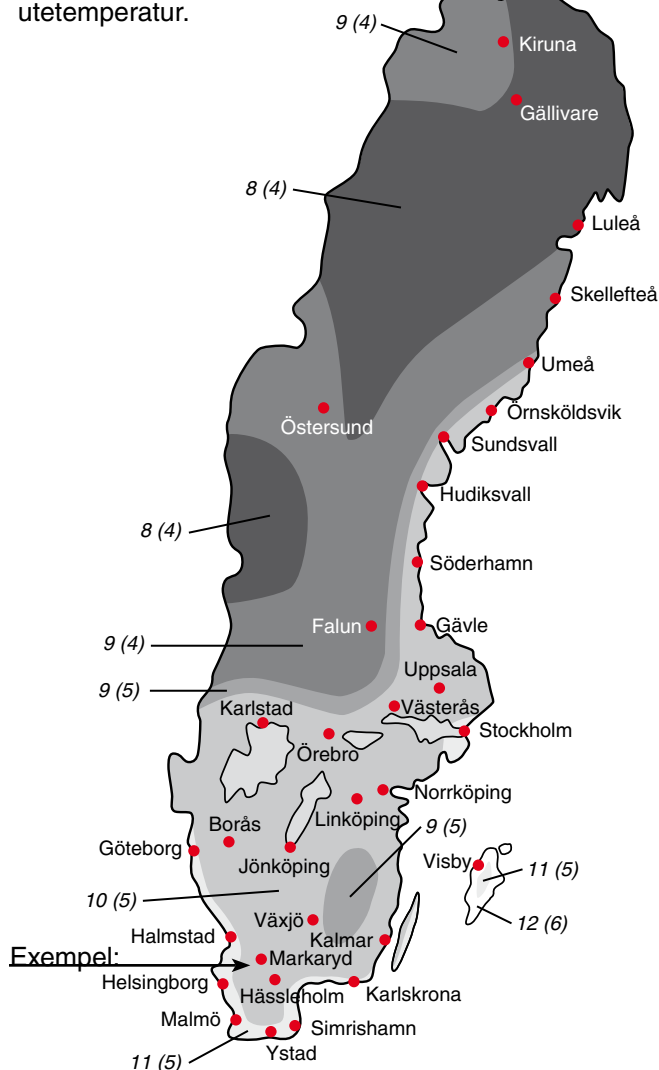 utetemperatur.
9 (4)
Kiruna
Gällivare
8 (4)
Luleå
Skellefteå
Umeå
Örnsköldsvik
Östersund
Sundsvall
Hudiksvall
8 (4)
Söderhamn
Falun
Gävle
9 (4)
Uppsala
9 (5)
Karlstad
Västerås
Stockholm
Örebro
Norrköping
Linköping
Borås
9 (5)
Göteborg
Jönköping
Visby
11 (5)
10 (5)
Växjö
12 (6)
Halmstad
Kalmar
Exempel:
Markaryd
Helsingborg
Hässleholm
Karlskrona
Malmö
Simrishamn
Ystad
11 (5)